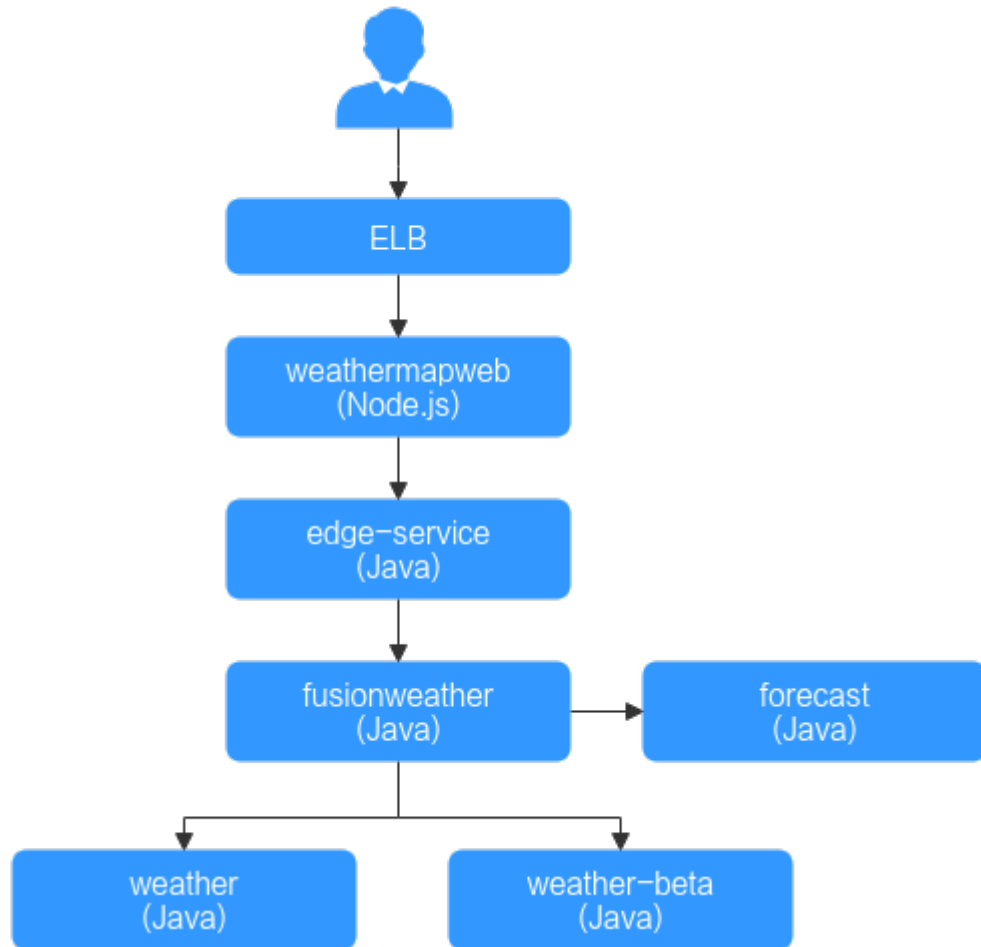 ELB
weathermapweb
(Node.js)
edge-service
(Java)
fusionweather
(Java)
forecast
(Java)
weather
(Java)
weather-beta
(Java)